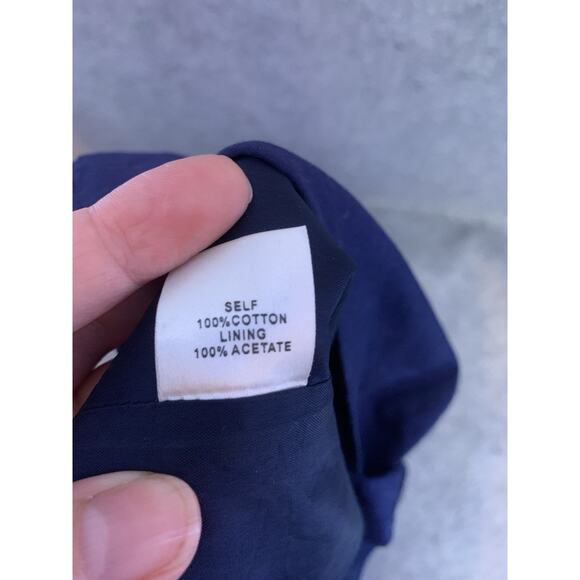 SELF
100%COTTON
LINING
100% ACETATE